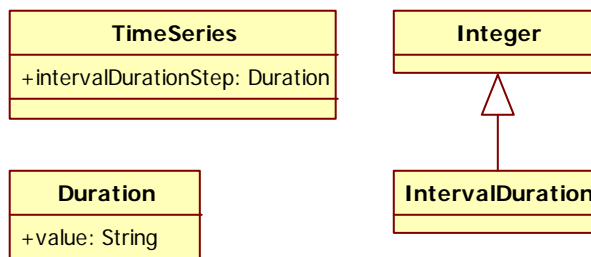 TimeSeries
+intervalDurationStep: Duration
Integer
Duration
+value: String
IntervalDuration